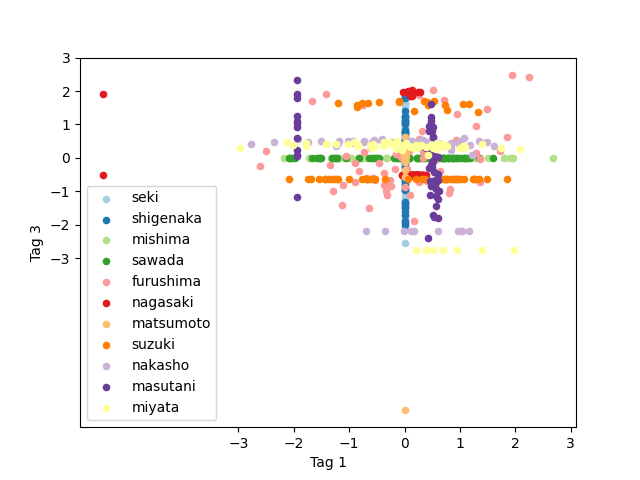 3
2
1
0
−1
−2
−3
Tag 3
seki
shigenaka
mishima
sawada
furushima
nagasaki
matsumoto
suzuki
nakasho
masutani
miyata
−3 −2 −1 0 1 2 3
Tag 1